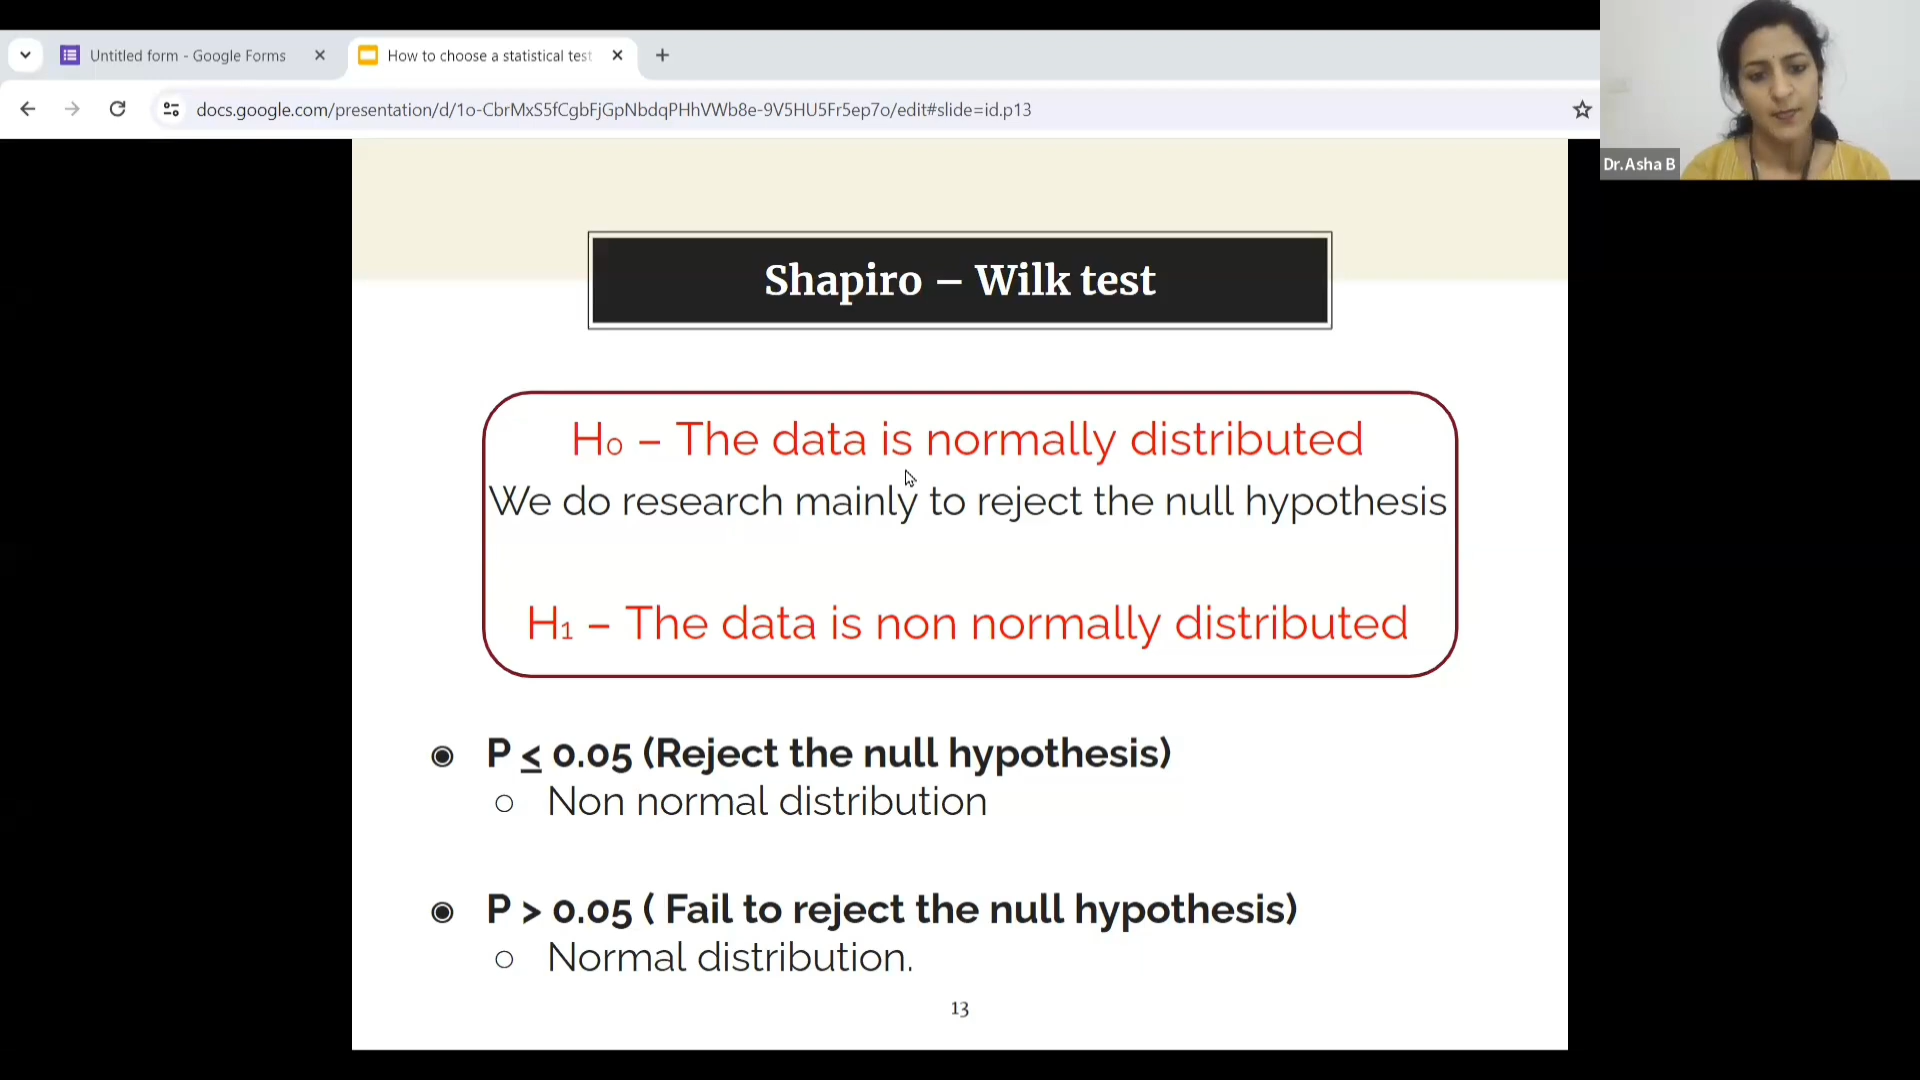 Untitled form - Google Forms
How to choose a statistical test
docs.google.com/presentation/d/1o-CbrMxS5fCgbFjGpNbdqPHhVWb8e-9V5HU5Fr5ep7o/edit#slide=id.p13
Dr.Asha B
Shapiro – Wilk test
H₀ – The data is normally distributed
We do research mainly to reject the null hypothesis
H₁ – The data is non normally distributed
P ≤ 0.05 (Reject the null hypothesis)
Non normal distribution
P > 0.05 ( Fail to reject the null hypothesis)
Normal distribution.
13